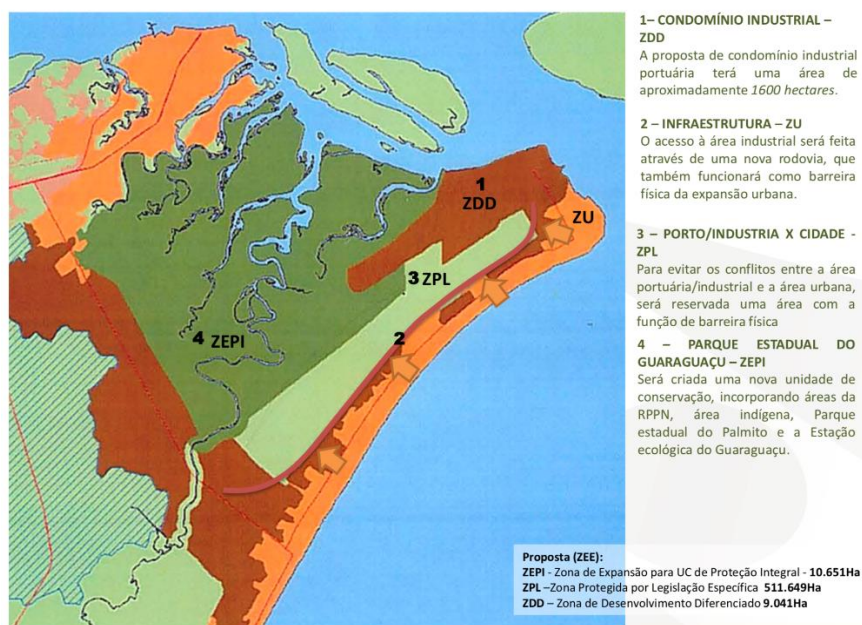 1
ZDD
ZU
3 ZPL
2
4 ZEPI
1– CONDOMÍNIO INDUSTRIAL –
ZDD
A proposta de condomínio industrial
portuária terá uma área de
aproximadamente 1600 hectares.
2 – INFRAESTRUTURA – ZU
O acesso à área industrial será feita
através de uma nova rodovia, que
também funcionará como barreira
física da expansão urbana.
3 – PORTO/INDUSTRIA X CIDADE -
ZPL
Para evitar os conflitos entre a área
portuária/industrial e a área urbana,
será reservada uma área com a
função de barreira física
4 – PARQUE ESTADUAL DO
GUARAGUAÇU – ZEPI
Será criada uma nova unidade de
conservação, incorporando áreas da
RPPN, área indígena, Parque
estadual do Palmito e a Estação
ecológica do Guaraguaçu.
Proposta (ZEE):
ZEPI - Zona de Expansão para UC de Proteção Integral - 10.651Ha
ZPL –Zona Protegida por Legislação Específica 511.649Ha
ZDD – Zona de Desenvolvimento Diferenciado 9.041Ha